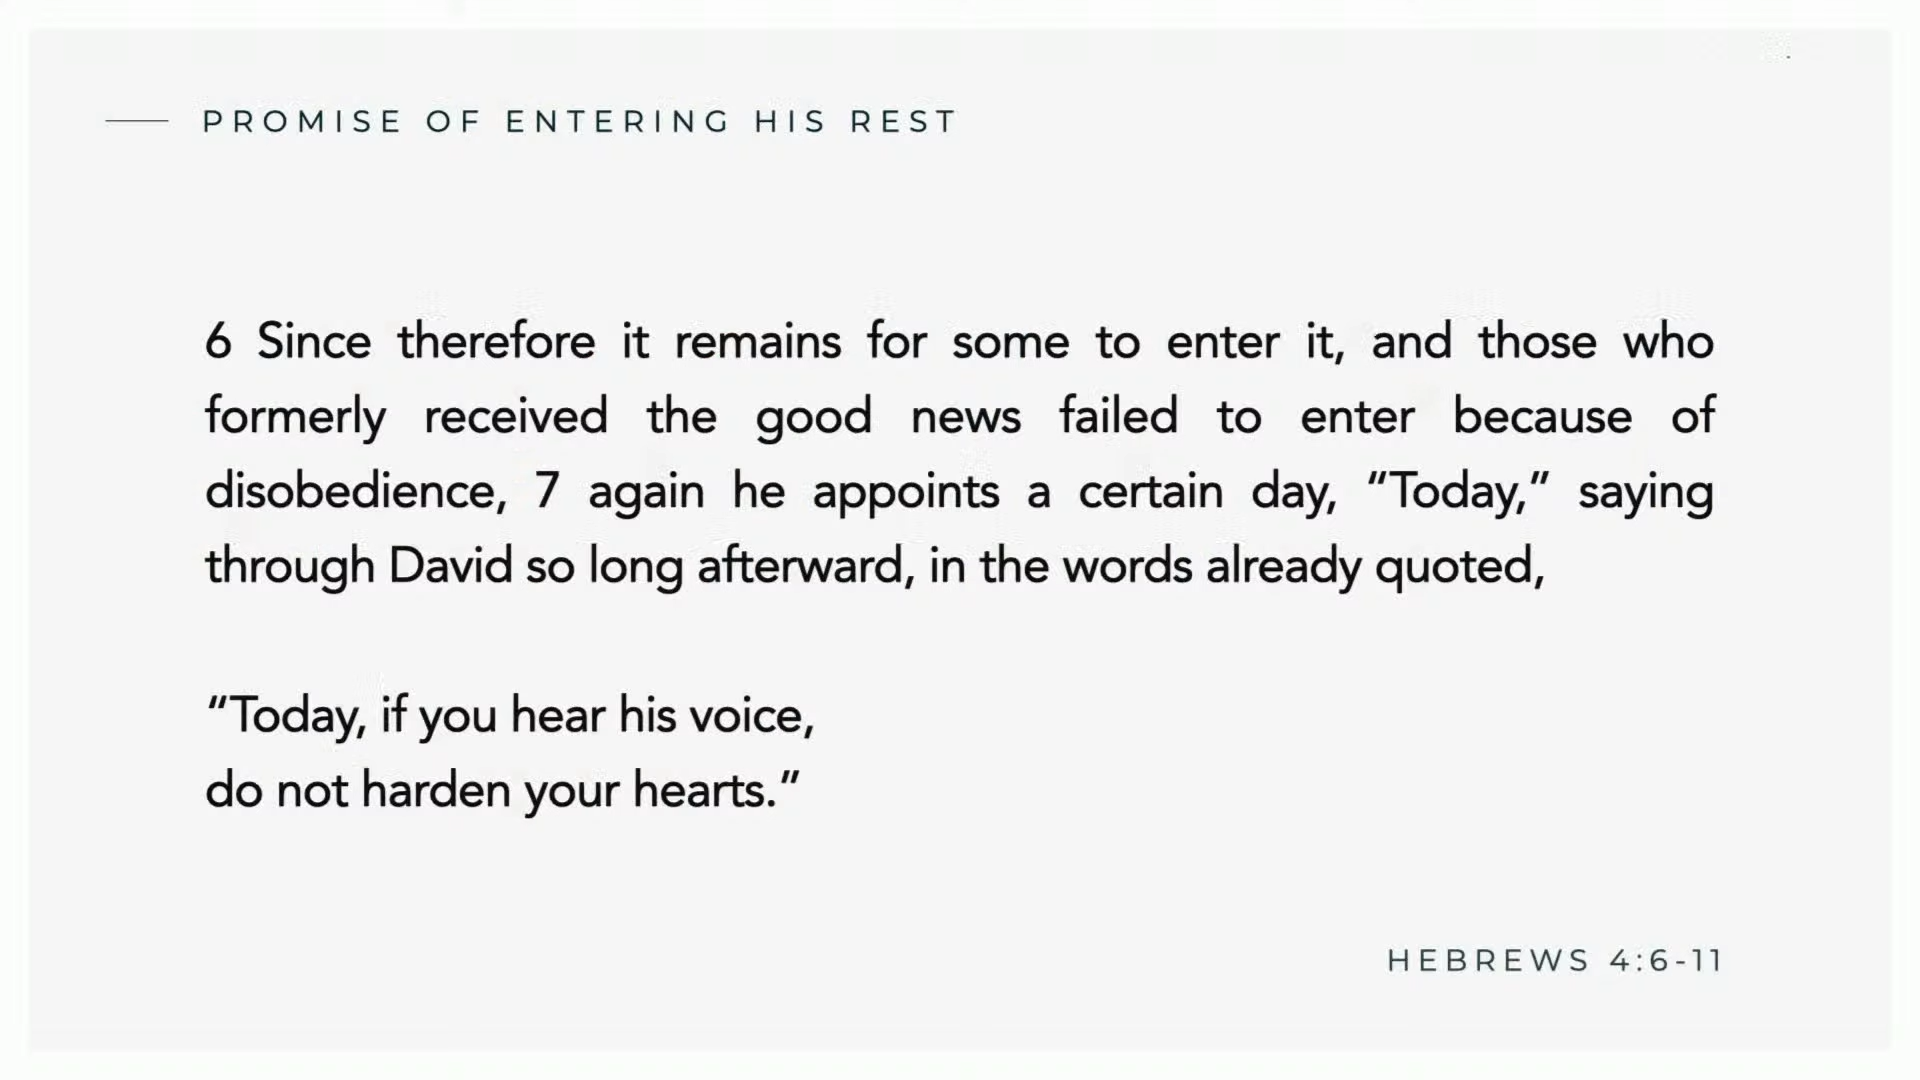 PROMISE OF ENTERING HIS REST
6 Since therefore it remains for some to enter it, and those who
formerly received the good news failed to enter because of
disobedience, 7 again he appoints a certain day, “Today,” saying
through David so long afterward, in the words already quoted,
“Today, if you hear his voice,
do not harden your hearts.”
HEBREWS 4:6-11